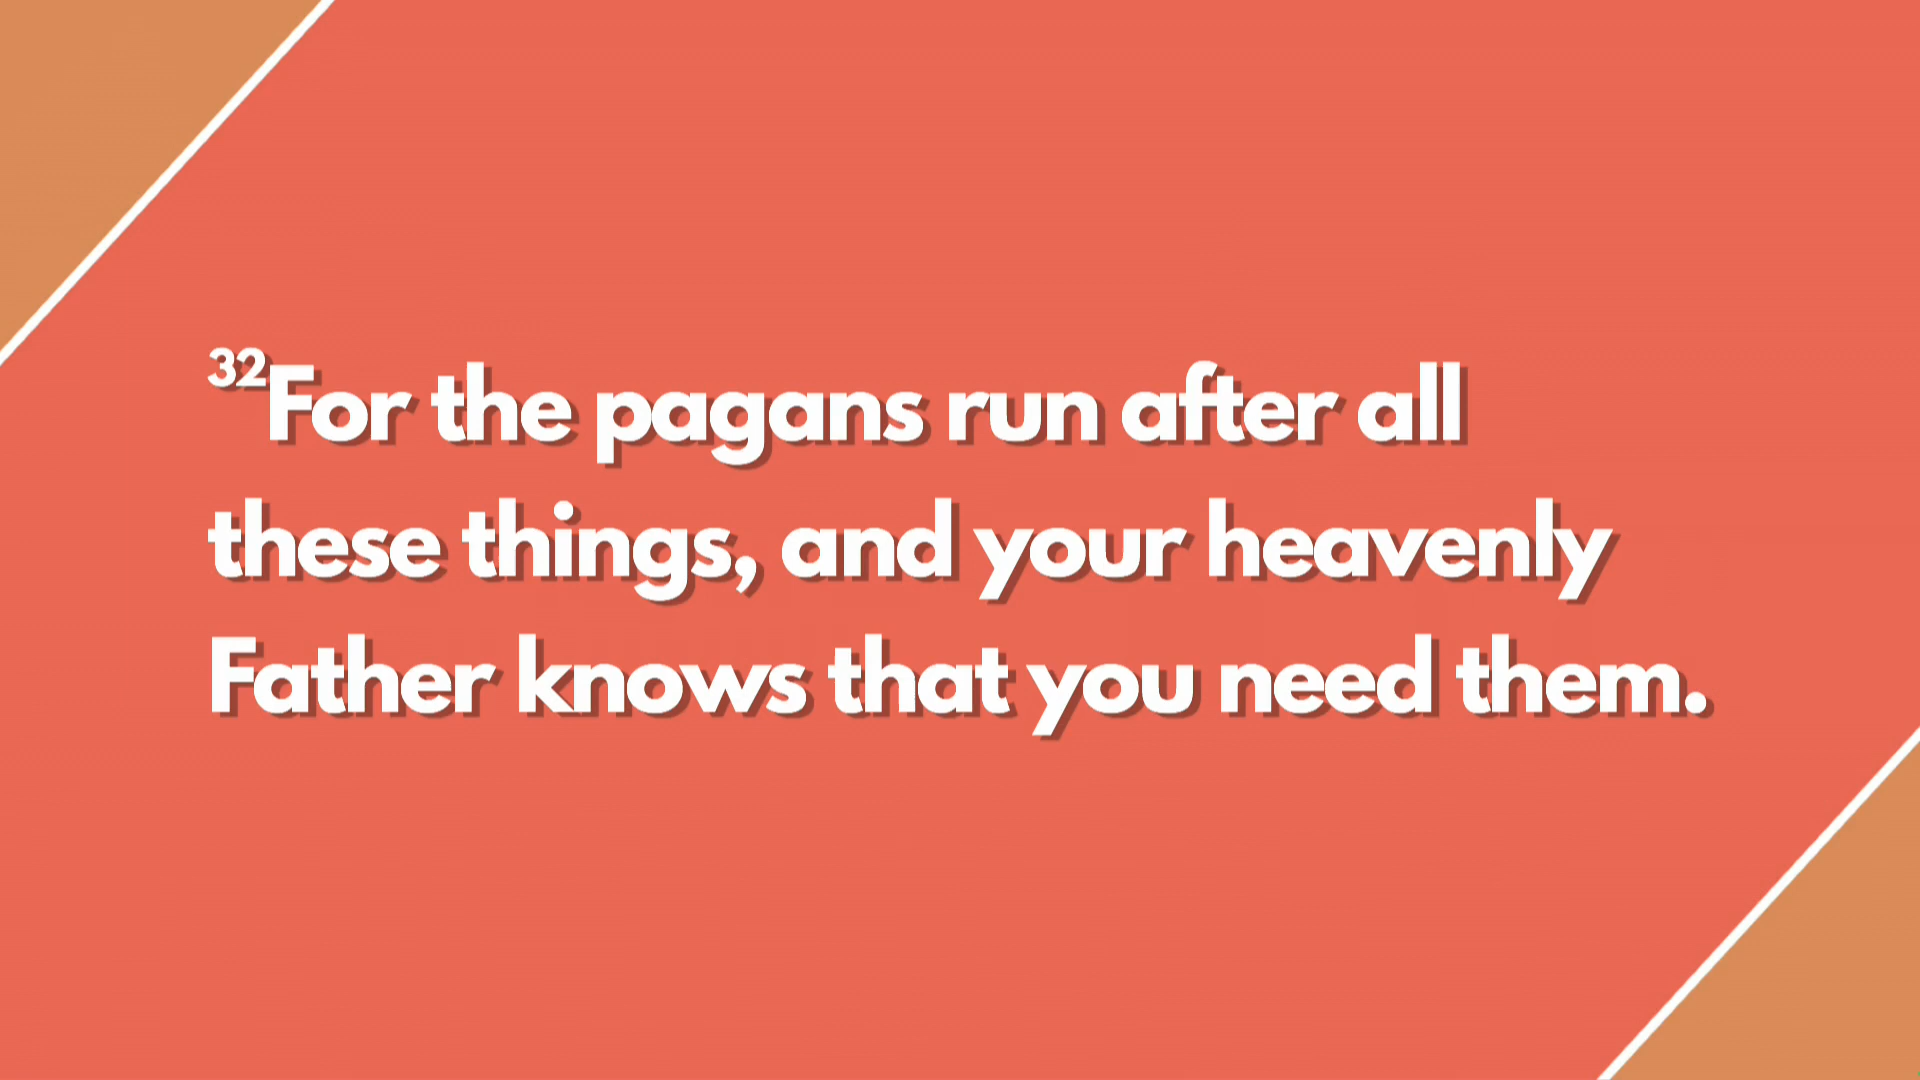 ³²For the pagans run after all
these things, and your heavenly
Father knows that you need them.